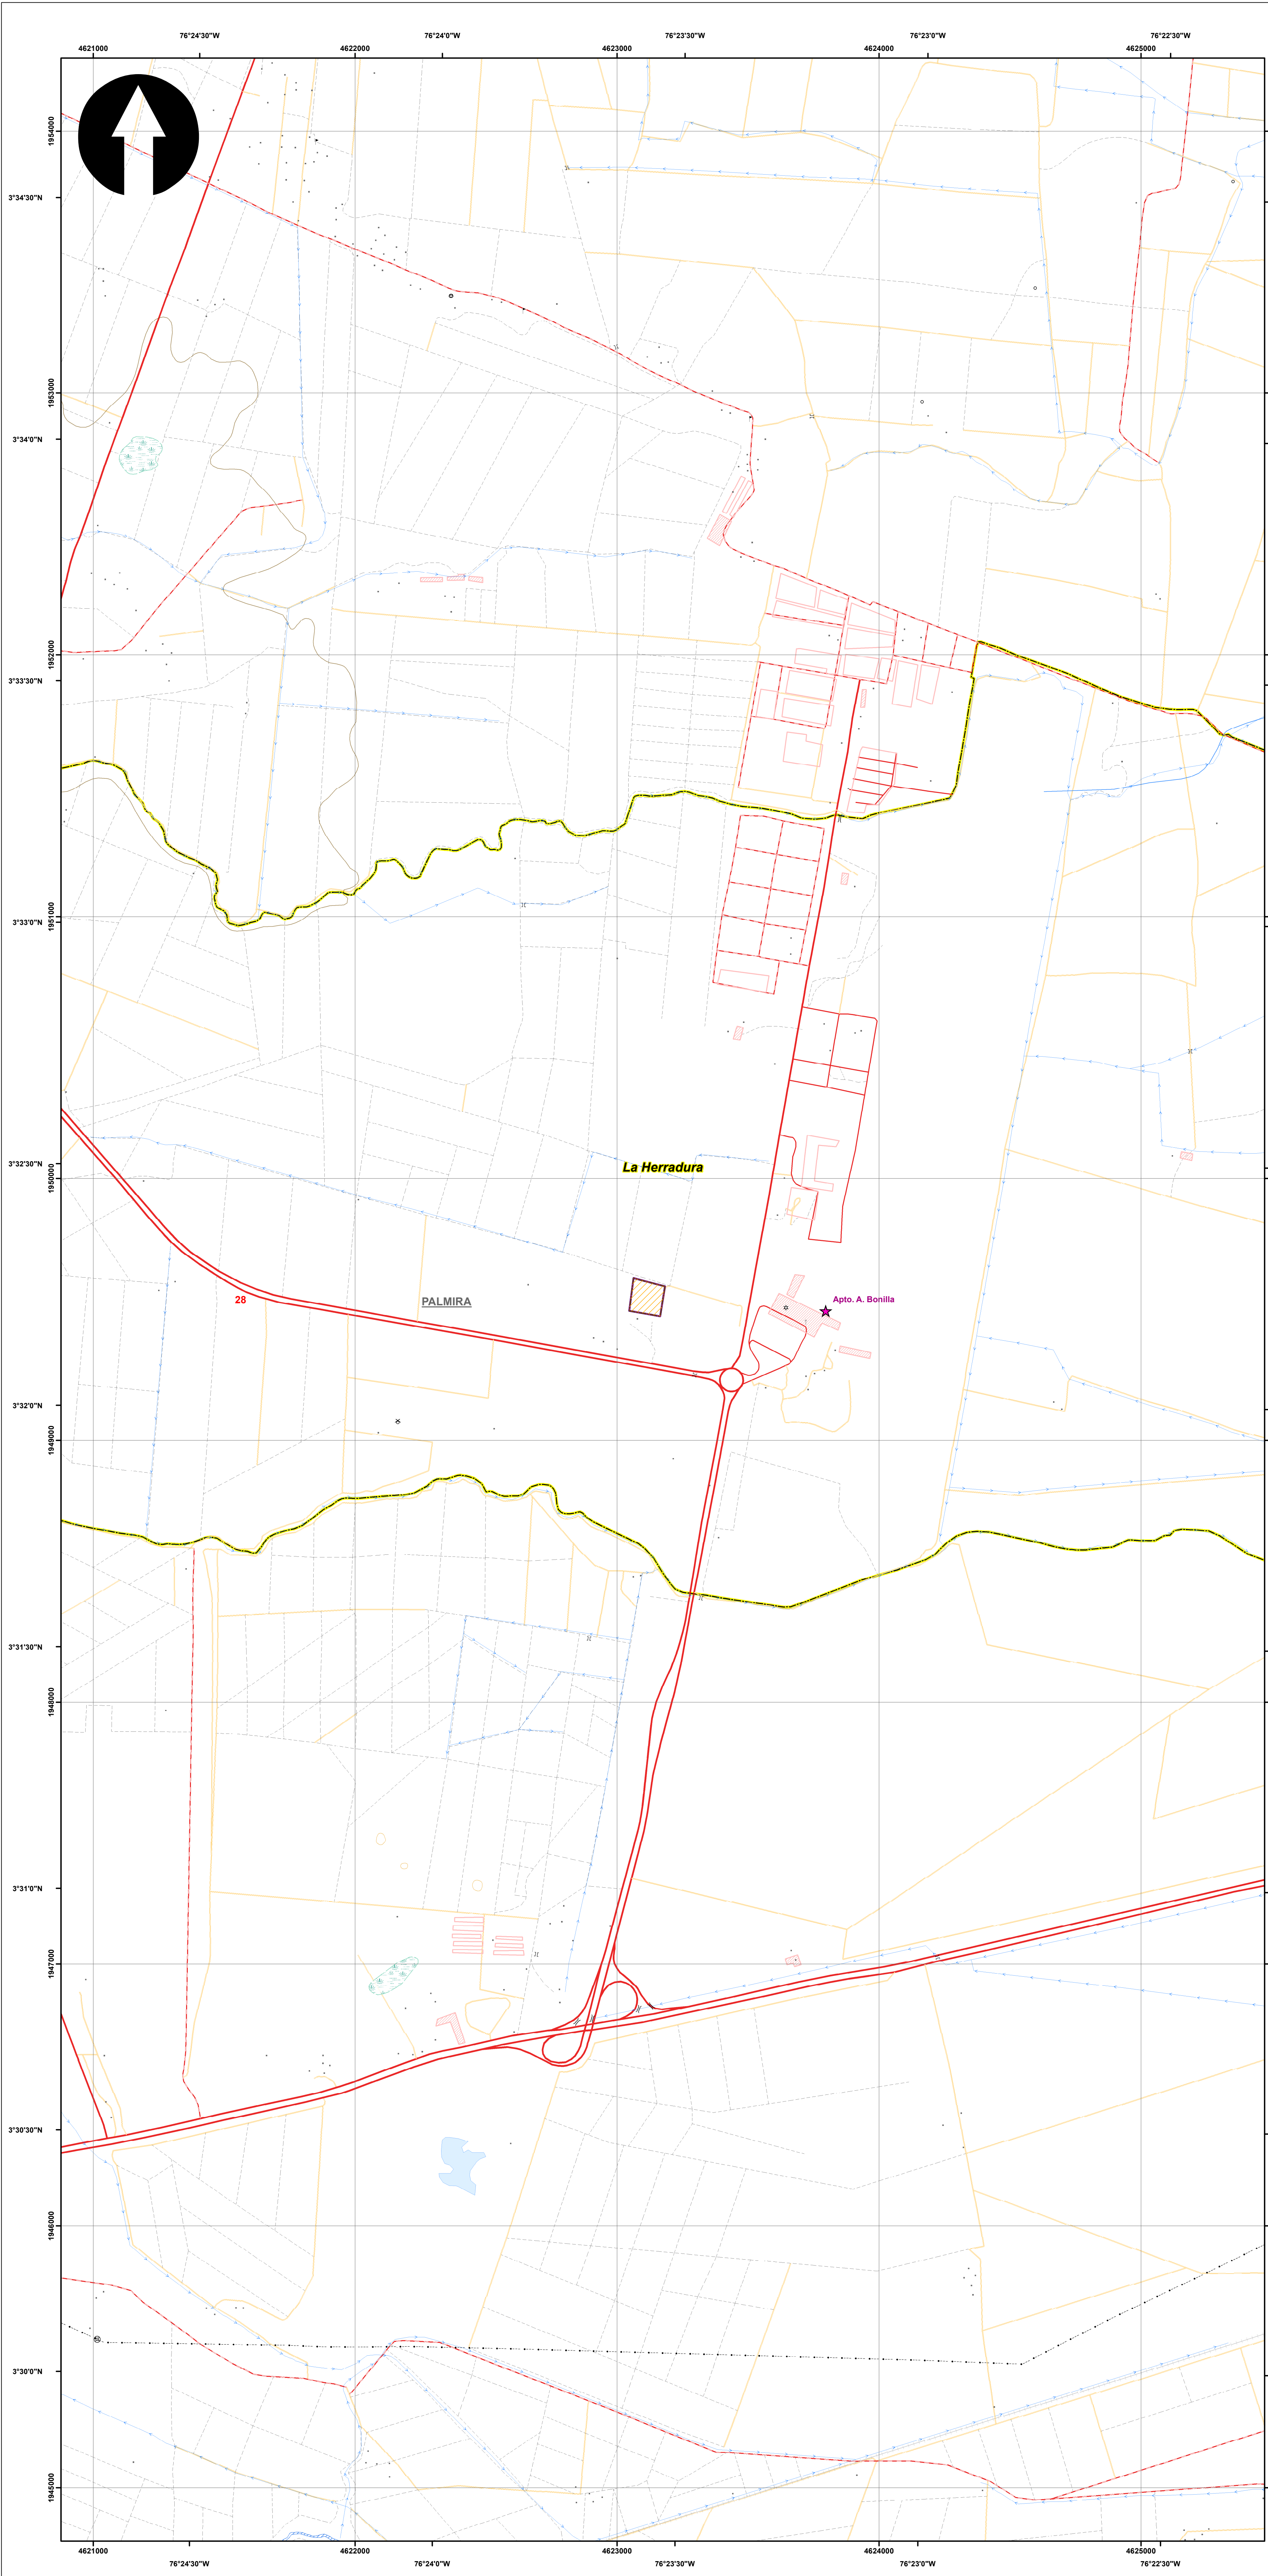 76°24'30"W 76°24'0"W 76°23'30"W 76°23'0"W 76°22'30"W
4621000 4622000 4623000 4624000 4625000
1954000
3°34'30"N
1953000
3°34'0"N
1952000
3°33'30"N
1951000
3°33'0"N
3°32'30"N
La Herradura
1950000
28
PALMIRA
Apto. A. Bonilla
3°32'0"N
1949000
3°31'30"N
1948000
3°31'0"N
1947000
3°30'30"N
1946000
3°30'0"N
1945000
4621000 4622000 4623000 4624000 4625000
76°24'30"W 76°24'0"W 76°23'30"W 76°23'0"W 76°22'30"W